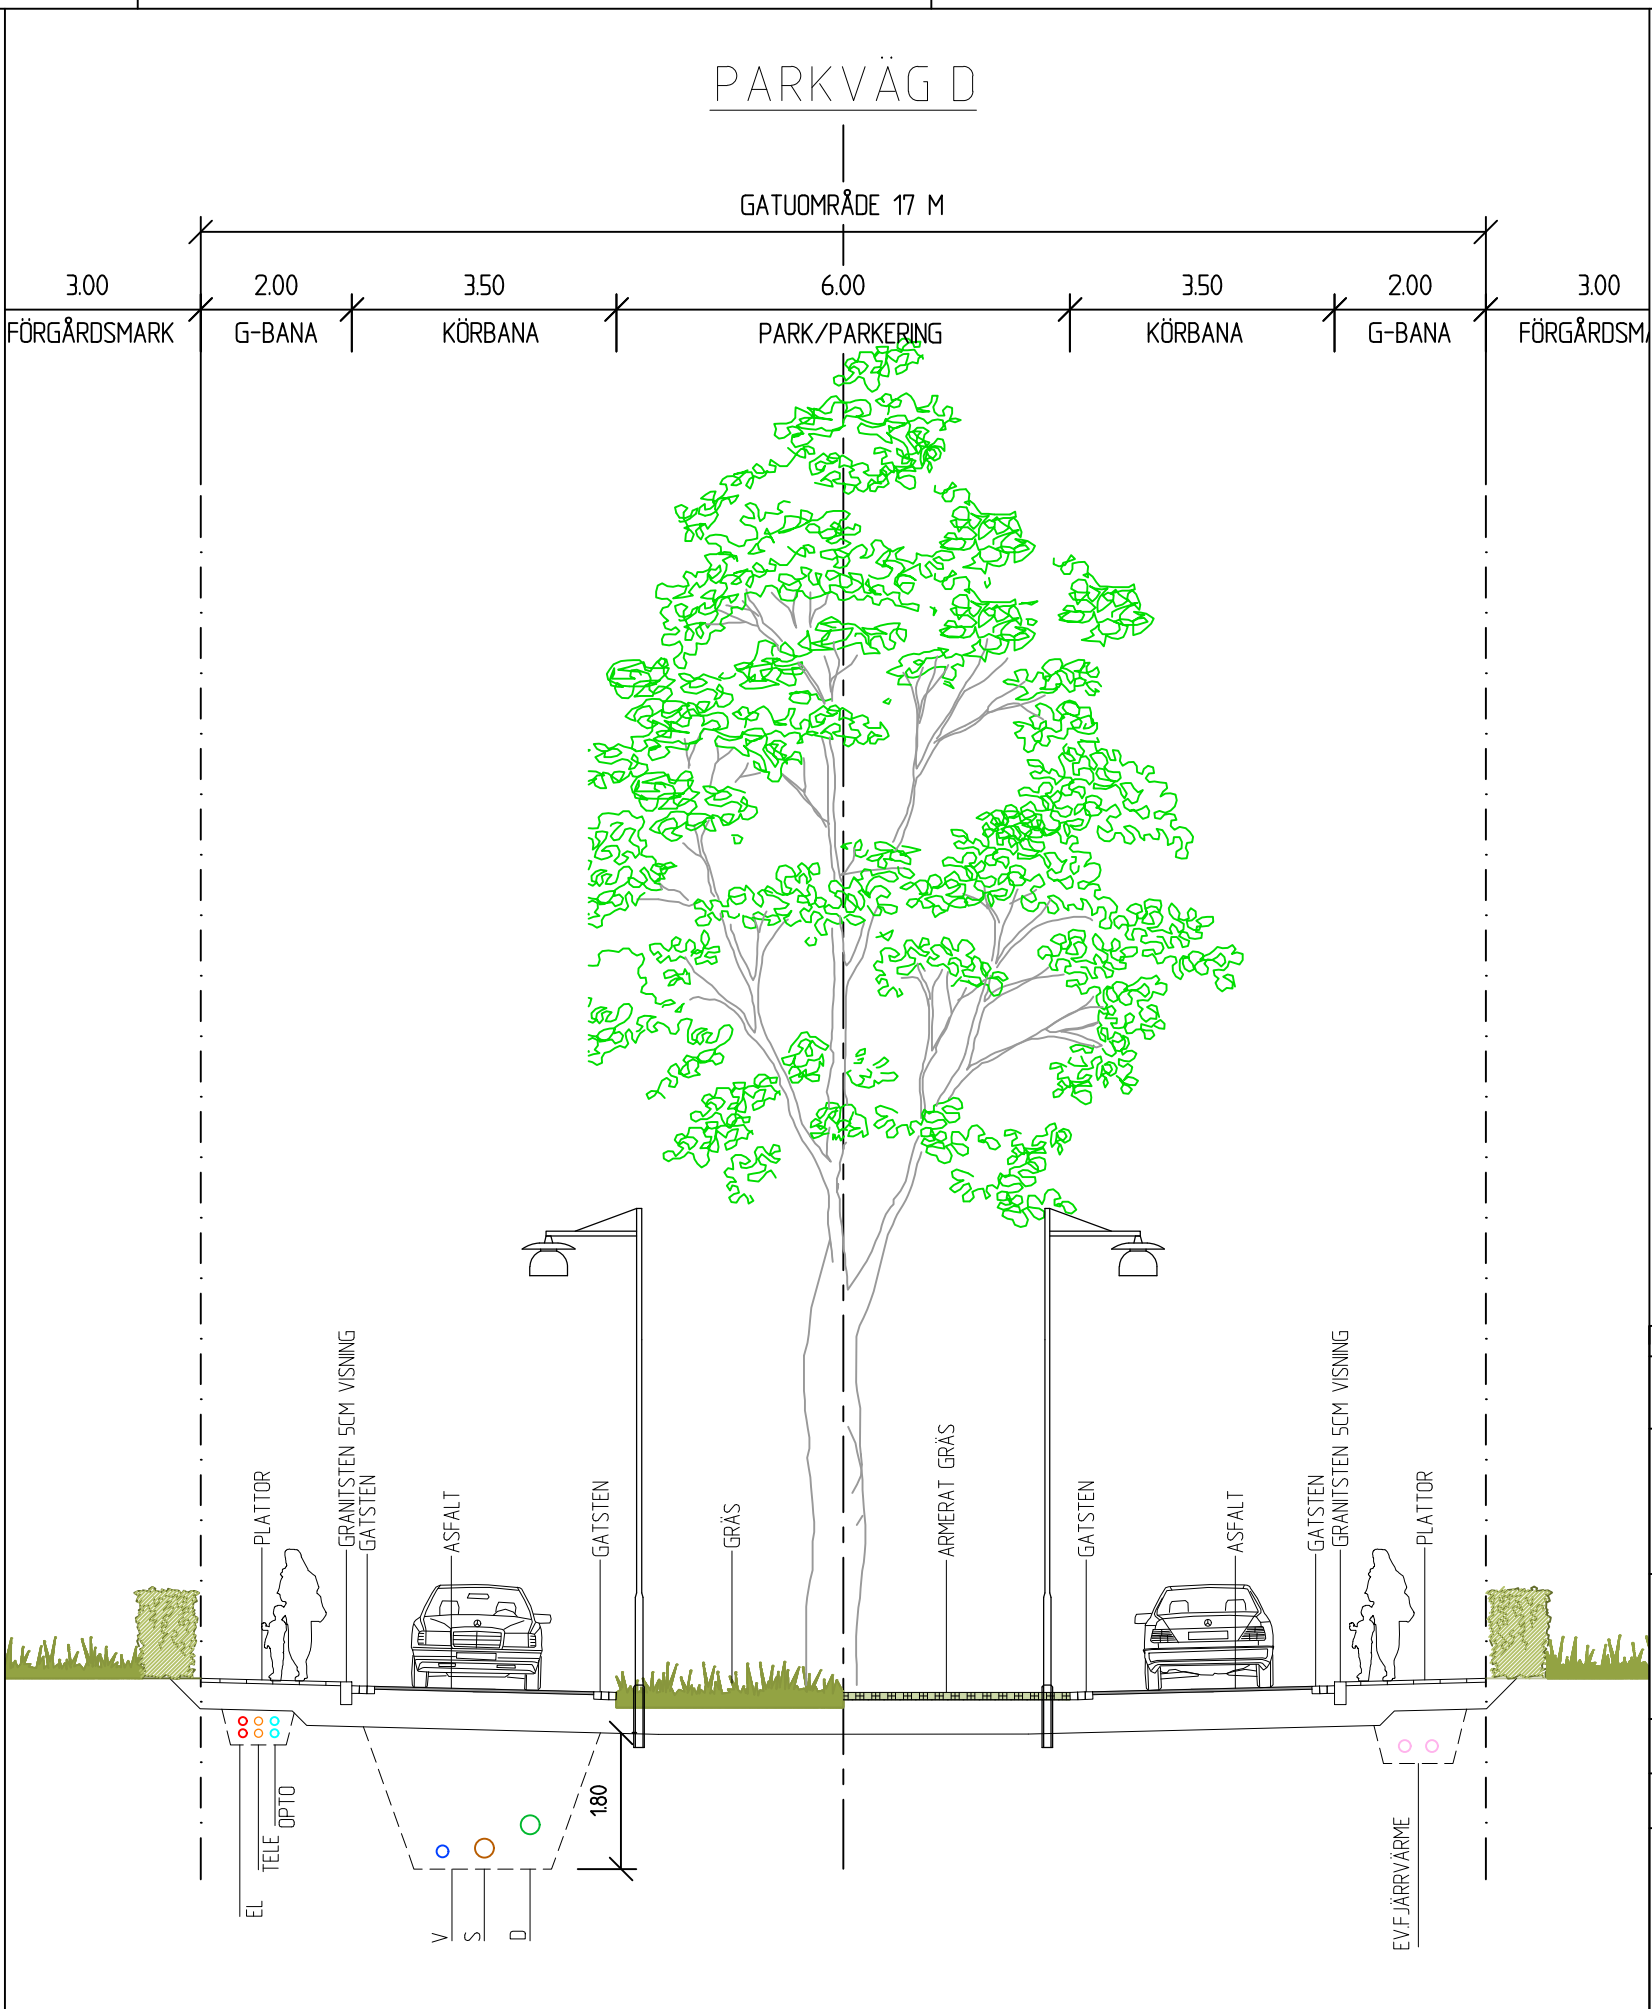 PARKVÄG D
GATUOMRÅDE 17 M
3.00 2.00 3.50 6.00 3.50 2.00 3.00
FÖRGÅRDSMARK G-BANA KÖRBANA PARK/PARKERING KÖRBANA G-BANA FÖRGÅRDSMA
PLATTOR
GRANITSTEN 5CM VISNING
GATSTEN
ASFALT
GATSTEN
GRÄS
ARMERAT GRÄS
GATSTEN
ASFALT
GATSTEN
GRANITSTEN 5CM VISNING
PLATTOR
EL
TELE
OPTO
V
S
D
1.80
EV.FJÄRRVÄRME